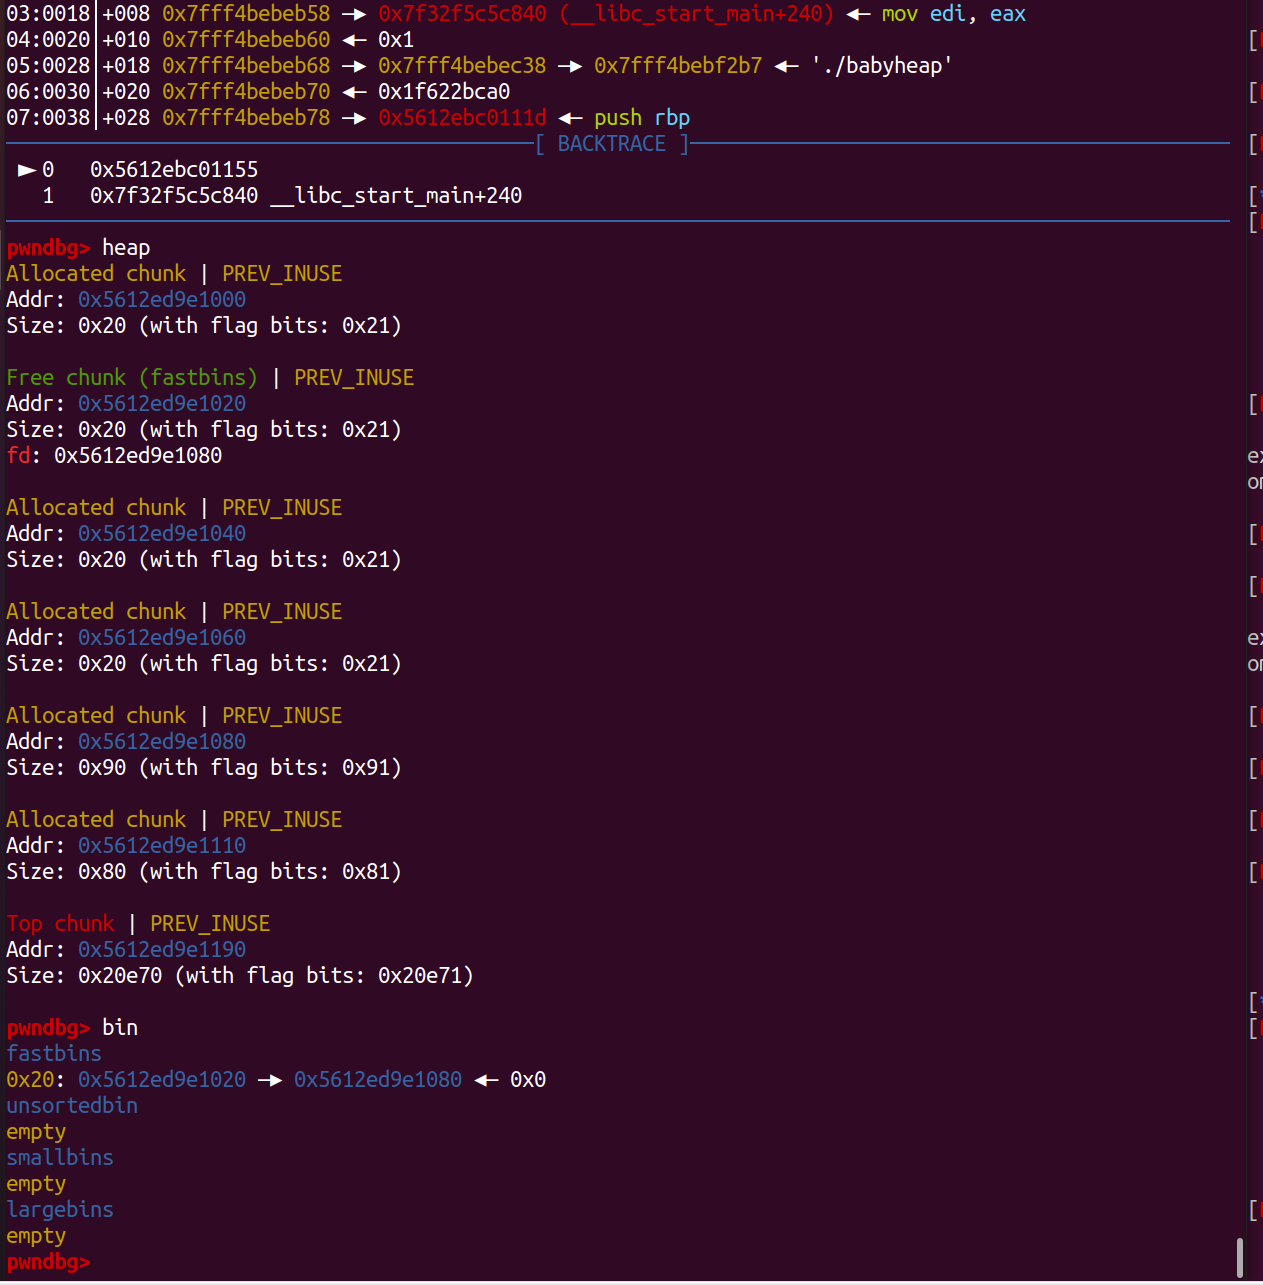 03:0018│+008 0x7fff4bebeb58 —▸ 0x7f32f5c5c840 (__libc_start_main+240) ◂— mov edi, eax
04:0020│+010 0x7fff4bebeb60 ◂— 0x1
05:0028│+018 0x7fff4bebeb68 —▸ 0x7fff4bebec38 —▸ 0x7fff4bebf2b7 ◂— './babyheap'
06:0030│+020 0x7fff4bebeb70 ◂— 0x1f622bca0
07:0038│+028 0x7fff4bebeb78 —▸ 0x5612ebc0111d ◂— push rbp
[ BACKTRACE ]
► 0 0x5612ebc01155
1 0x7f32f5c5c840 __libc_start_main+240
pwndbg> heap
Allocated chunk | PREV_INUSE
Addr: 0x5612ed9e1000
Size: 0x20 (with flag bits: 0x21)
Free chunk (fastbins) | PREV_INUSE
Addr: 0x5612ed9e1020
Size: 0x20 (with flag bits: 0x21)
fd: 0x5612ed9e1080
Allocated chunk | PREV_INUSE
Addr: 0x5612ed9e1040
Size: 0x20 (with flag bits: 0x21)
Allocated chunk | PREV_INUSE
Addr: 0x5612ed9e1060
Size: 0x20 (with flag bits: 0x21)
Allocated chunk | PREV_INUSE
Addr: 0x5612ed9e1080
Size: 0x90 (with flag bits: 0x91)
Allocated chunk | PREV_INUSE
Addr: 0x5612ed9e1110
Size: 0x80 (with flag bits: 0x81)
Top chunk | PREV_INUSE
Addr: 0x5612ed9e1190
Size: 0x20e70 (with flag bits: 0x20e71)
pwndbg> bin
fastbins
0x20: 0x5612ed9e1020 —▸ 0x5612ed9e1080 ◂— 0x0
unsortedbin
empty
smallbins
empty
largebins
empty
pwndbg>